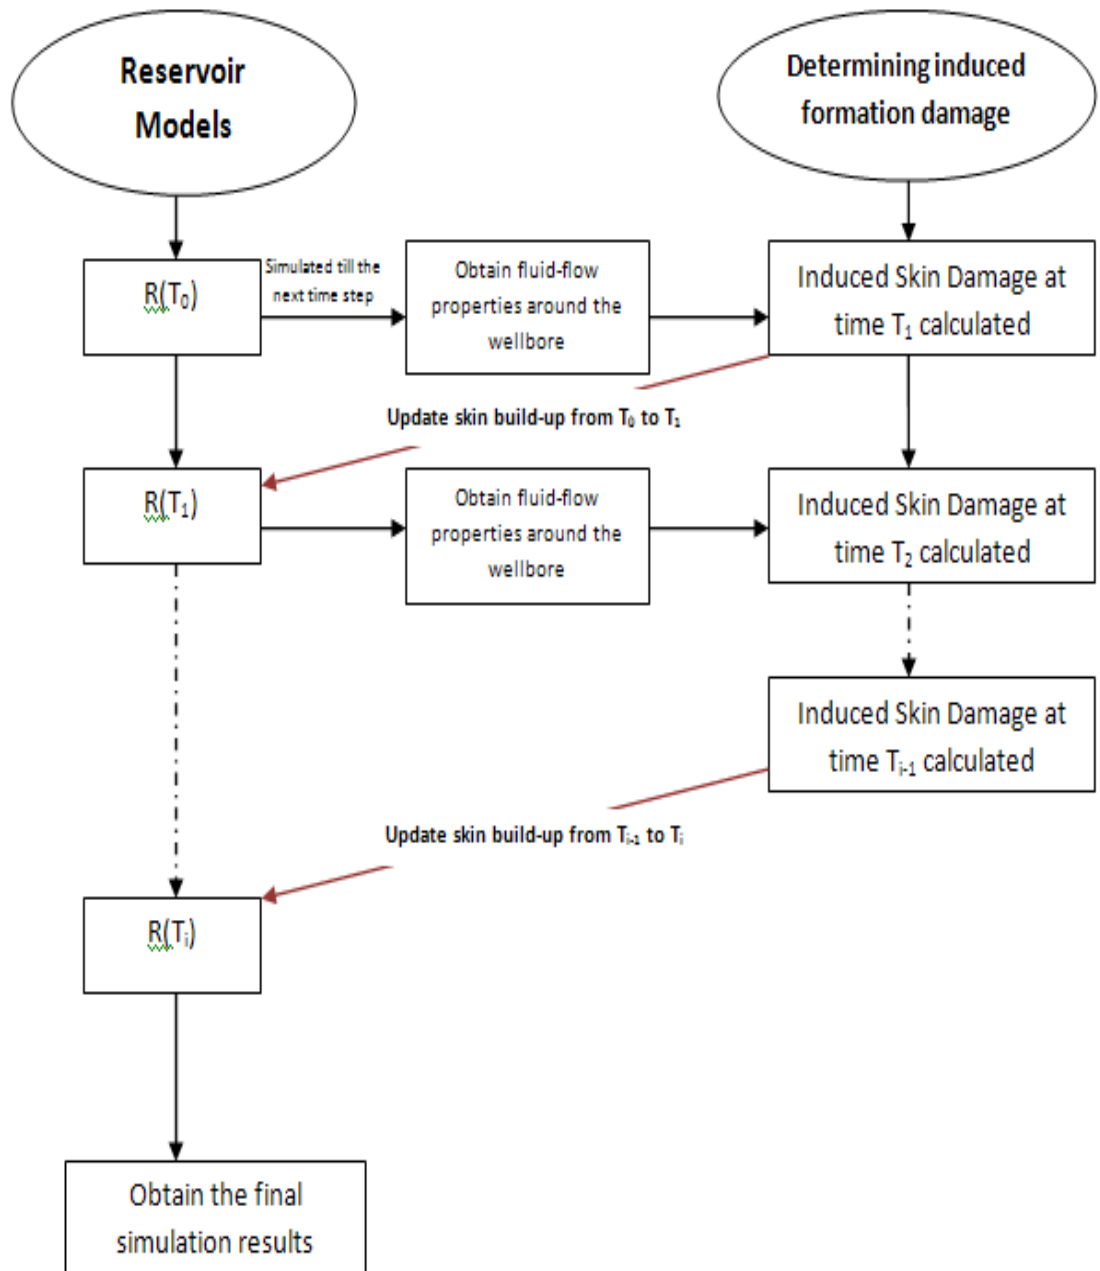 Reservoir
Models
Determining induced
formation damage
R(T₀)
Simulated till the
next time step
Obtain fluid-flow
properties around the
wellbore
Induced Skin Damage at
time T₁ calculated
Update skin build-up from T₀ to T₁
R(T₁)
Obtain fluid-flow
properties around the
wellbore
Induced Skin Damage at
time T₂ calculated
Induced Skin Damage at
time Tᵢ₋₁ calculated
Update skin build-up from Tᵢ₋₁ to Tᵢ
R(Tᵢ)
Obtain the final
simulation results